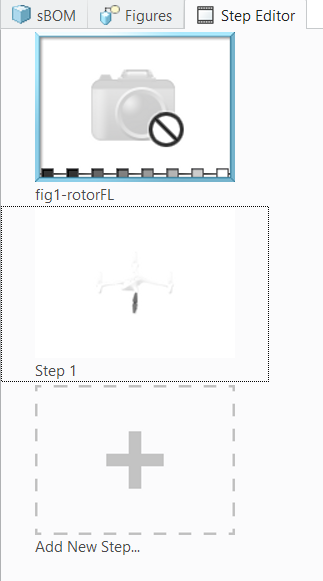 sBOM Figures Step Editor
fig1-rotorFL
Step 1
Add New Step...